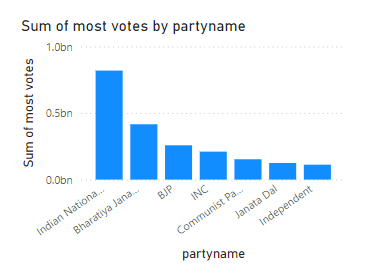 Sum of most votes by partyname
Sum of most votes
1.0bn
0.5bn
0.0bn
Indian Nationa...
Bharatiya Jana...
BJP
INC
Communist Pa...
Janata Dal
Independent
partyname